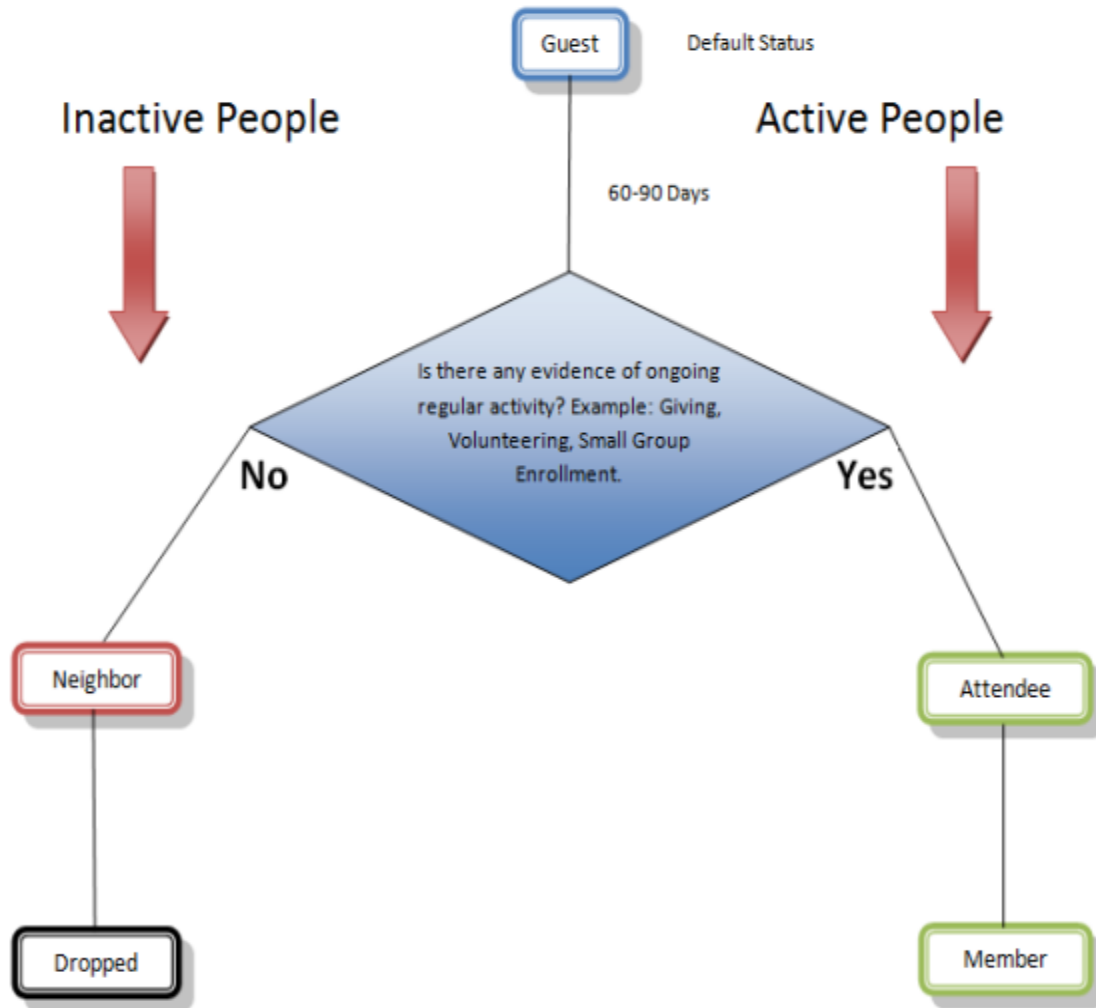 Guest
Default Status
Inactive People
Active People
60-90 Days
Is there any evidence of ongoing
regular activity? Example: Giving,
Volunteering, Small Group
Enrollment.
No
Yes
Neighbor
Attendee
Dropped
Member